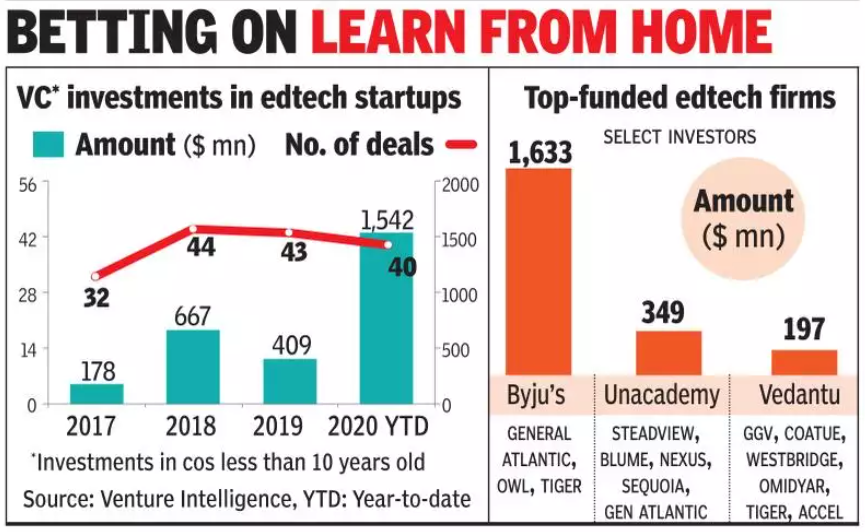 BETTING ON LEARN FROM HOME
VC* investments in edtech startups
Amount ($ mn) No. of deals
56
42
28
14
0
2000
1500
1000
500
0
32
44
43
40
178
667
409
1,542
2017 2018 2019 2020 YTD
*Investments in cos less than 10 years old
Source: Venture Intelligence, YTD: Year-to-date
Top-funded edtech firms
SELECT INVESTORS
Amount
($ mn)
1,633
349
197
Byju's
GENERAL
ATLANTIC,
OWL, TIGER
Unacademy
STEADVIEW,
BLUME, NEXUS,
SEQUOIA,
GEN ATLANTIC
Vedantu
GGV, COATUE,
WESTBRIDGE,
OMIDYAR,
TIGER, ACCEL